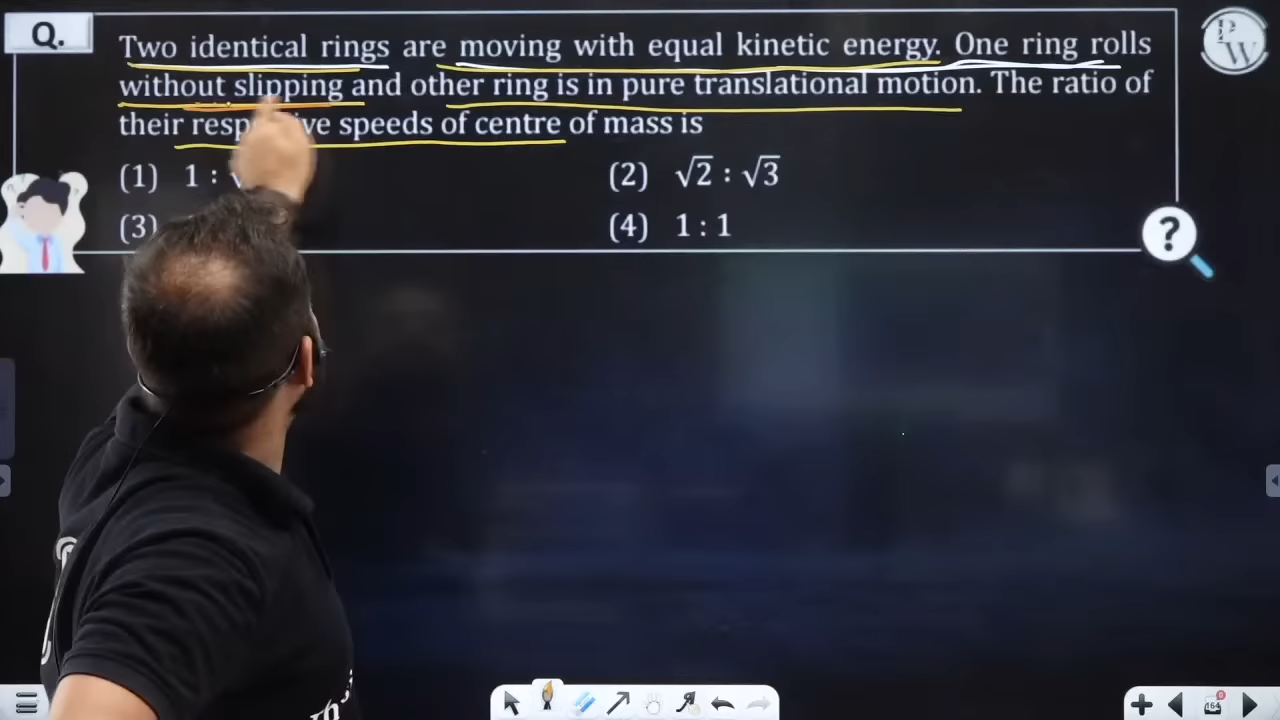 Q.
Two identical rings are moving with equal kinetic energy. One ring rolls
without slipping and other ring is in pure translational motion. The ratio of
their speeds of centre of mass is
(1) 1 :
(2) √2 : √3
(3)
(4) 1 : 1
?
P
W
164